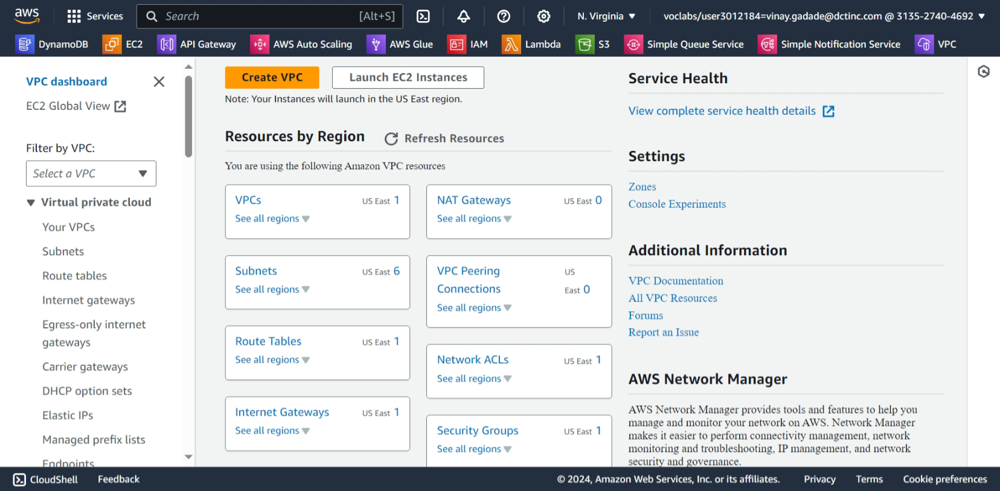 aws
Services
Search
[Alt+S]
N. Virginia
voclabs/user3012184=vinay.gadade@dctinc.com @ 3135-2740-4692
DynamoDB
EC2
API Gateway
AWS Auto Scaling
AWS Glue
IAM
Lambda
S3
Simple Queue Service
Simple Notification Service
VPC
VPC dashboard
EC2 Global View
Filter by VPC:
Select a VPC
Virtual private cloud
Your VPCs
Subnets
Route tables
Internet gateways
Egress-only internet
gateways
Carrier gateways
DHCP option sets
Elastic IPs
Managed prefix lists
Endpoints
Create VPC
Launch EC2 Instances
Note: Your Instances will launch in the US East region.
Resources by Region
Refresh Resources
You are using the following Amazon VPC resources
VPCs
US East 1
See all regions
NAT Gateways
US East 0
See all regions
Subnets
US East 6
See all regions
VPC Peering
Connections
US
East 0
See all regions
Route Tables
US East 1
See all regions
Network ACLs
US East 1
See all regions
Internet Gateways
US East 1
See all regions
Security Groups
US East 1
See all regions
Service Health
View complete service health details
Settings
Zones
Console Experiments
Additional Information
VPC Documentation
All VPC Resources
Forums
Report an Issue
AWS Network Manager
AWS Network Manager provides tools and features to help you
manage and monitor your network on AWS. Network Manager
makes it easier to perform connectivity management, network
monitoring and troubleshooting, IP management, and network
security and governance.
CloudShell
Feedback
© 2024, Amazon Web Services, Inc. or its affiliates.
Privacy
Terms
Cookie preferences